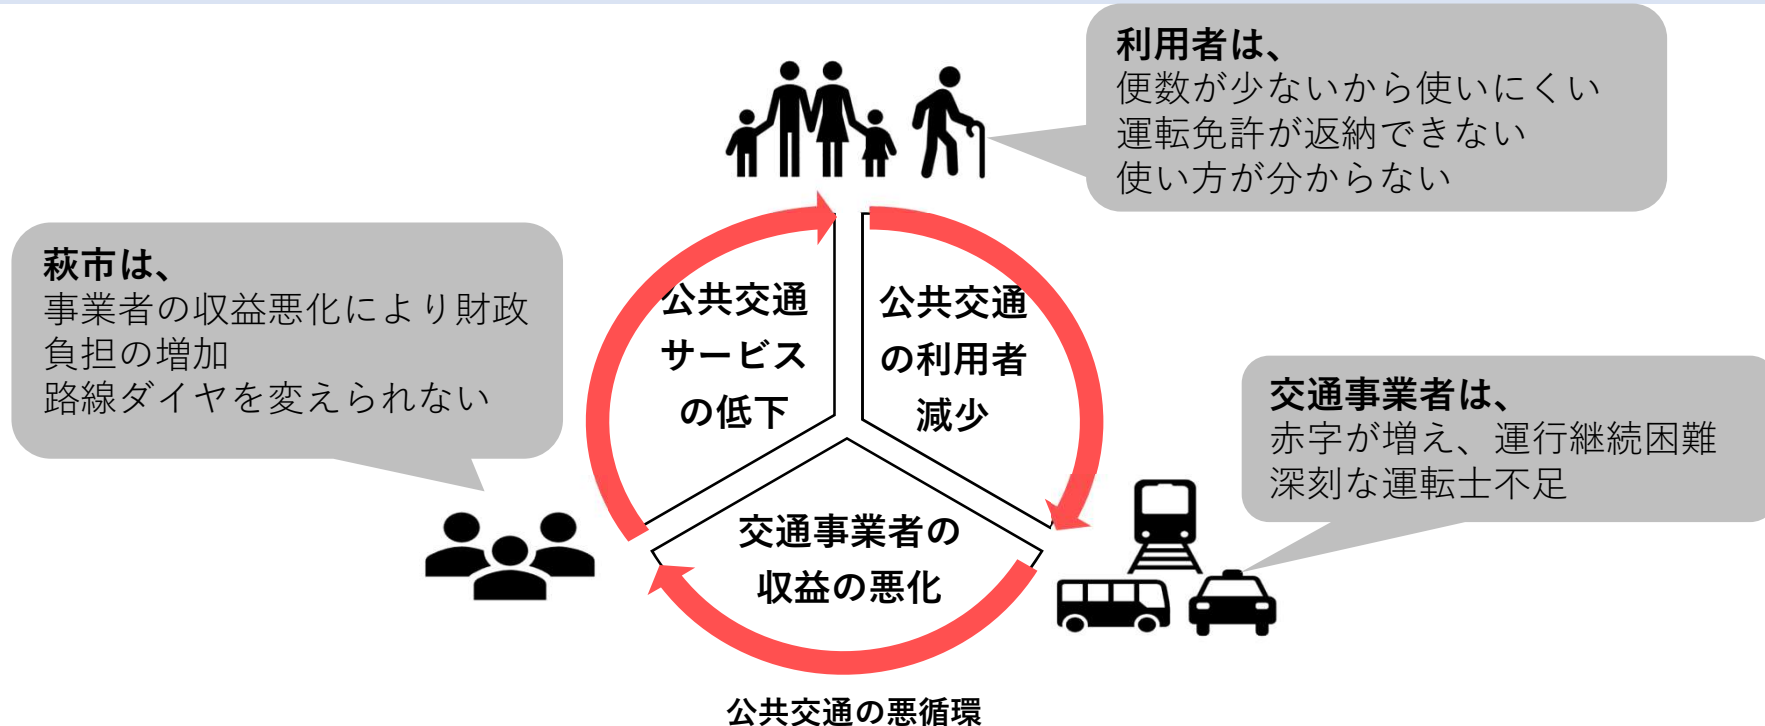 利用者は、
便数が少ないから使いにくい
運転免許が返納できない
使い方が分からない
萩市は、
事業者の収益悪化により財政
負担の増加
路線ダイヤを変えられない
公共交通
サービス
の低下
公共交通
の利用者
減少
交通事業者は、
赤字が増え、運行継続困難
深刻な運転士不足
交通事業者の
収益の悪化
公共交通の悪循環